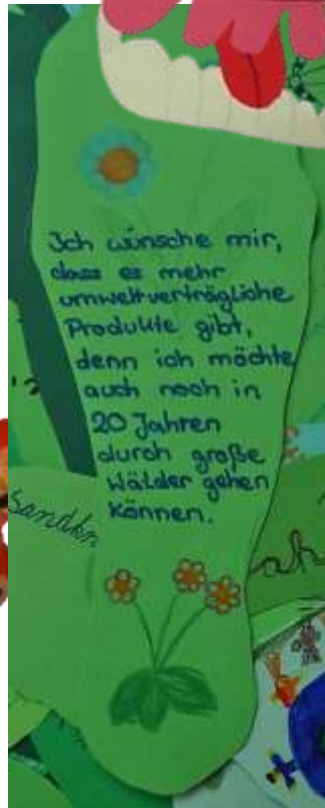 Ich wünsche mir,
dass es mehr
umweltverträgliche
Produkte gibt,
denn ich möchte
auch noch in
20 Jahren
durch große
Wälder gehen
können.